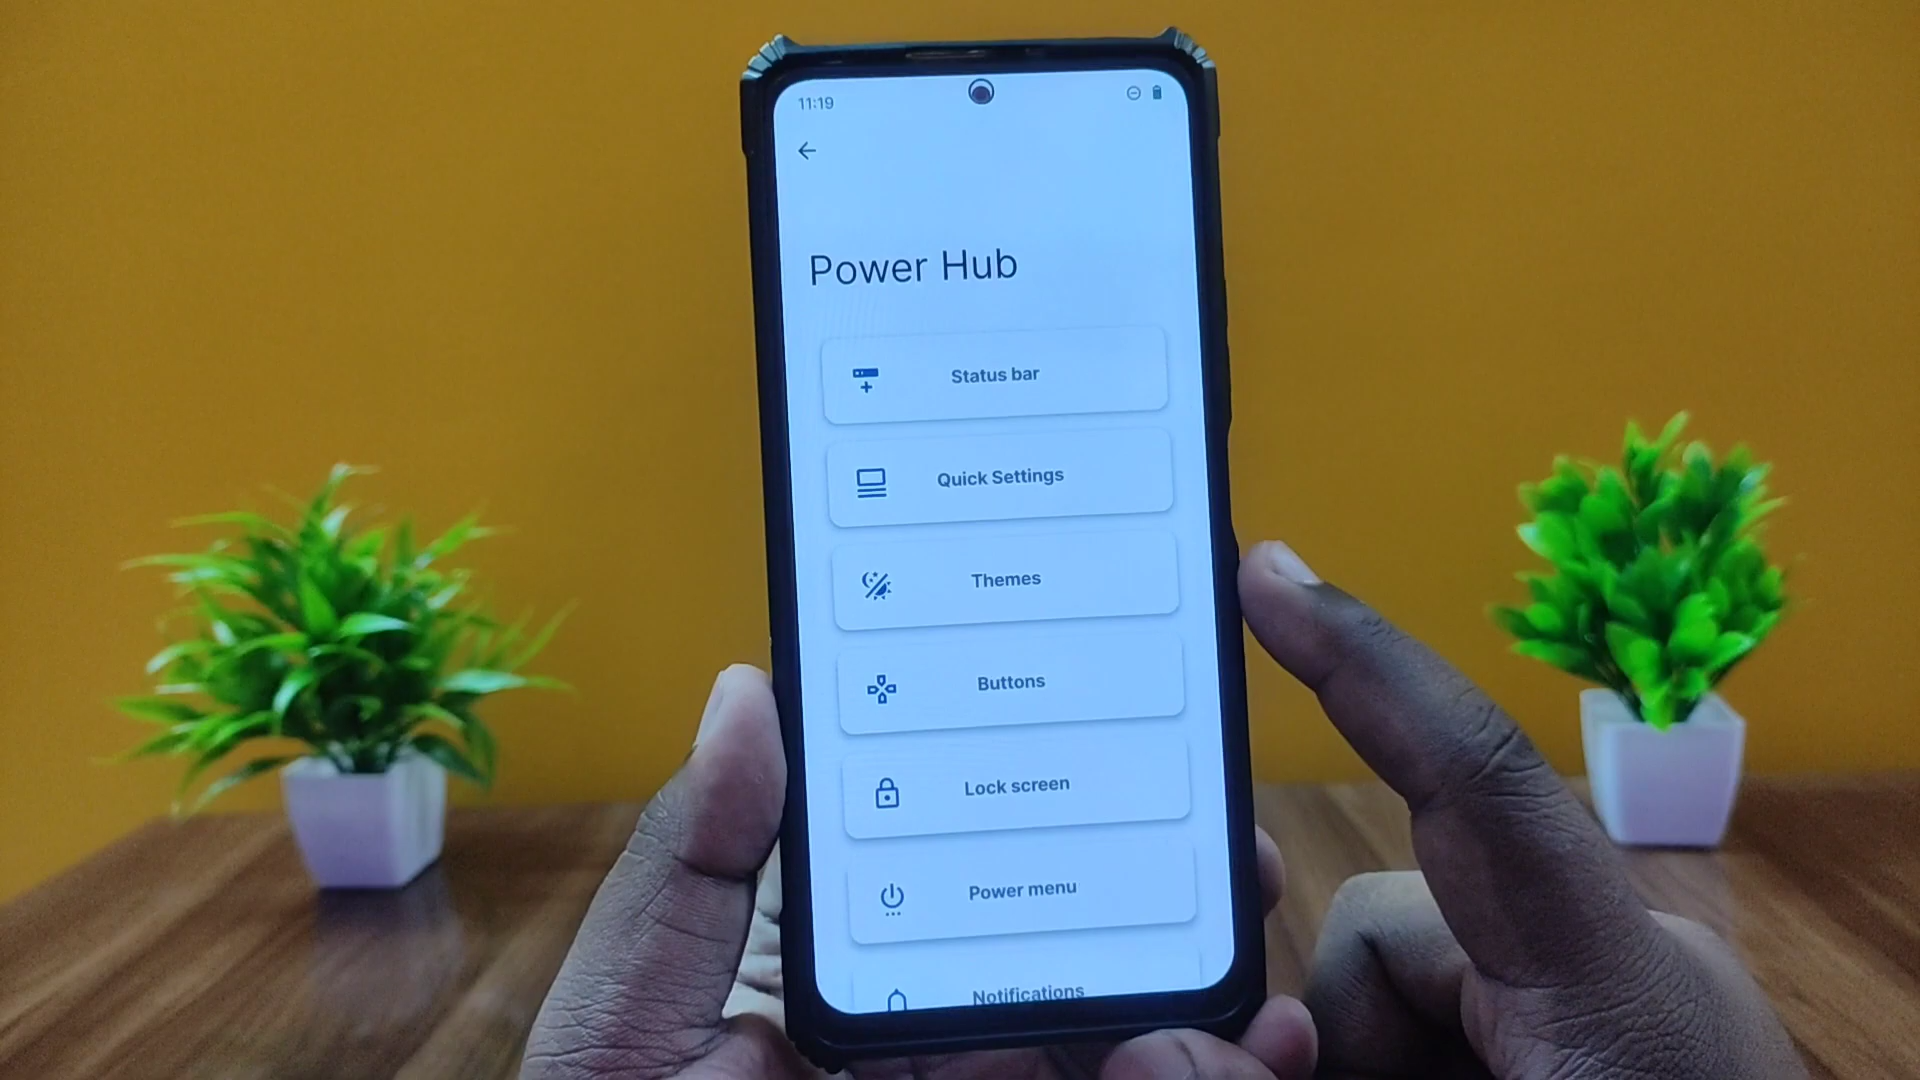 11:19
Power Hub
Status bar
Quick Settings
Themes
Buttons
Lock screen
Power menu
Notifications